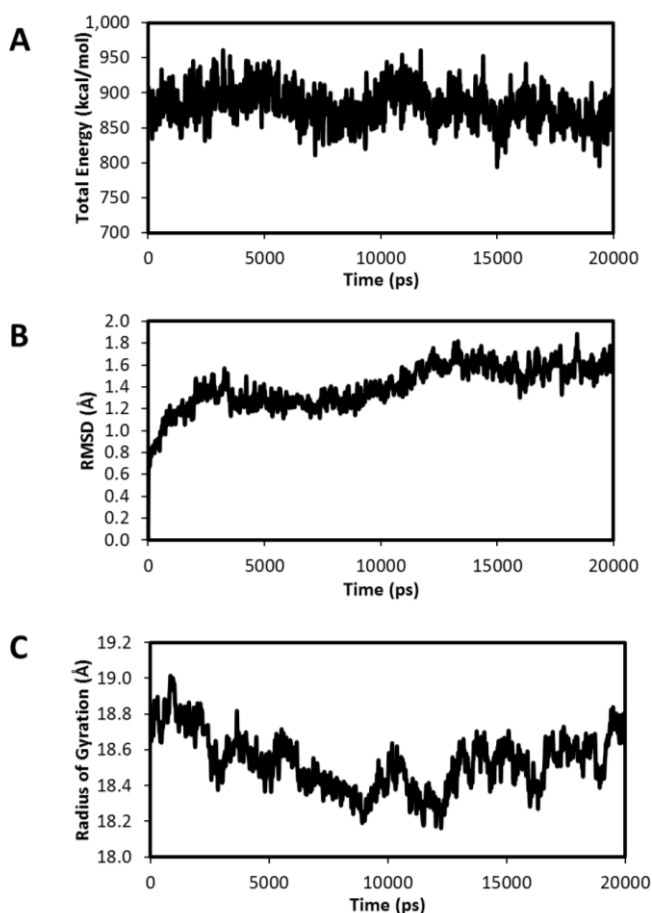 A
Total Energy (kcal/mol)
1,000
950
900
850
800
750
700
0 5000 10000 15000 20000
Time (ps)
B
RMSD (Å)
2.0
1.8
1.6
1.4
1.2
1.0
0.8
0.6
0.4
0.2
0.0
0 5000 10000 15000 20000
Time (ps)
C
Radius of Gyration (Å)
19.2
19.0
18.8
18.6
18.4
18.2
18.0
0 5000 10000 15000 20000
Time (ps)